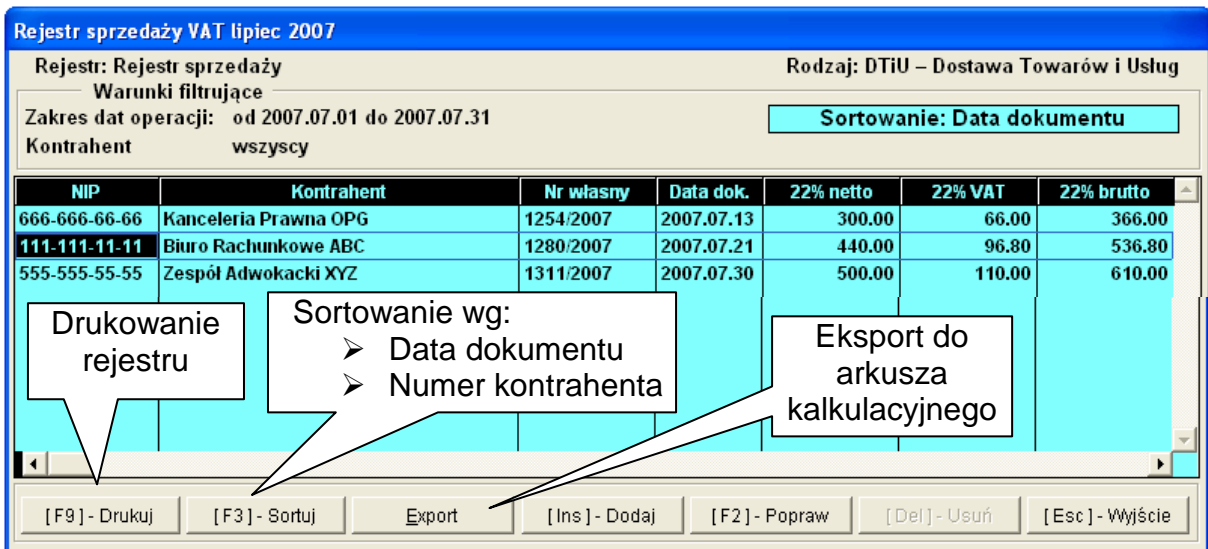 Rejestr sprzedaży VAT lipiec 2007
Rejestr: Rejestr sprzedaży Rodzaj: DTiU – Dostawa Towarów i Usług
Warunki filtrujące
Zakres dat operacji: od 2007.07.01 do 2007.07.31 Sortowanie: Data dokumentu
Kontrahent wszyscy
NIP Kontrahent Nr własny Data dok. 22% netto 22% VAT 22% brutto
666-666-66-66 Kanceleria Prawna OPG 1254/2007 2007.07.13 300.00 66.00 366.00
111-111-11-11 Biuro Rachunkowe ABC 1280/2007 2007.07.21 440.00 96.80 536.80
555-555-55-55 Zespół Adwokacki XYZ 1311/2007 2007.07.30 500.00 110.00 610.00
Drukowanie
rejestru
Sortowanie wg:
➢ Data dokumentu
➢ Numer kontrahenta
Eksport do
arkusza
kalkulacyjnego
[F9] - Drukuj [F3] - Sortuj Export [Ins] - Dodaj [F2] - Popraw [Del] - Usuń [Esc] - Wyjście